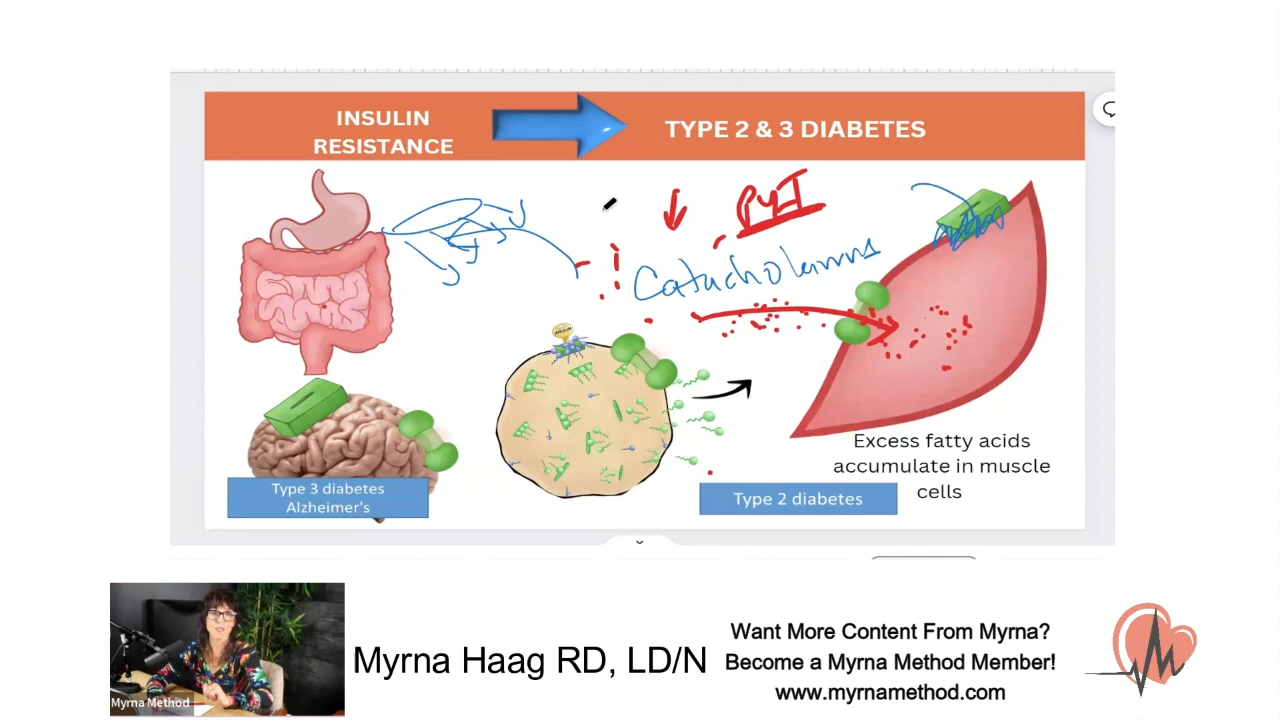 INSULIN
RESISTANCE
TYPE 2 & 3 DIABETES
Type 3 diabetes
Alzheimer's
Excess fatty acids
accumulate in muscle
cells
Type 2 diabetes
Myrna Method
Myrna Haag RD, LD/N
Want More Content From Myrna?
Become a Myrna Method Member!
www.myrnamethod.com